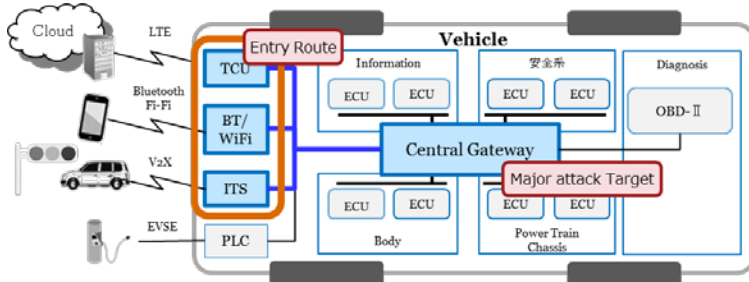 Cloud
LTE
Bluetooth
Fi-Fi
V2X
EVSE
TCU
BT/
WiFi
ITS
PLC
Entry Route
Vehicle
Information
ECU
ECU
安全系
ECU
ECU
Diagnosis
OBD-Ⅱ
Central Gateway
Major attack Target
ECU
ECU
Body
ECU
ECU
Power Train
Chassis